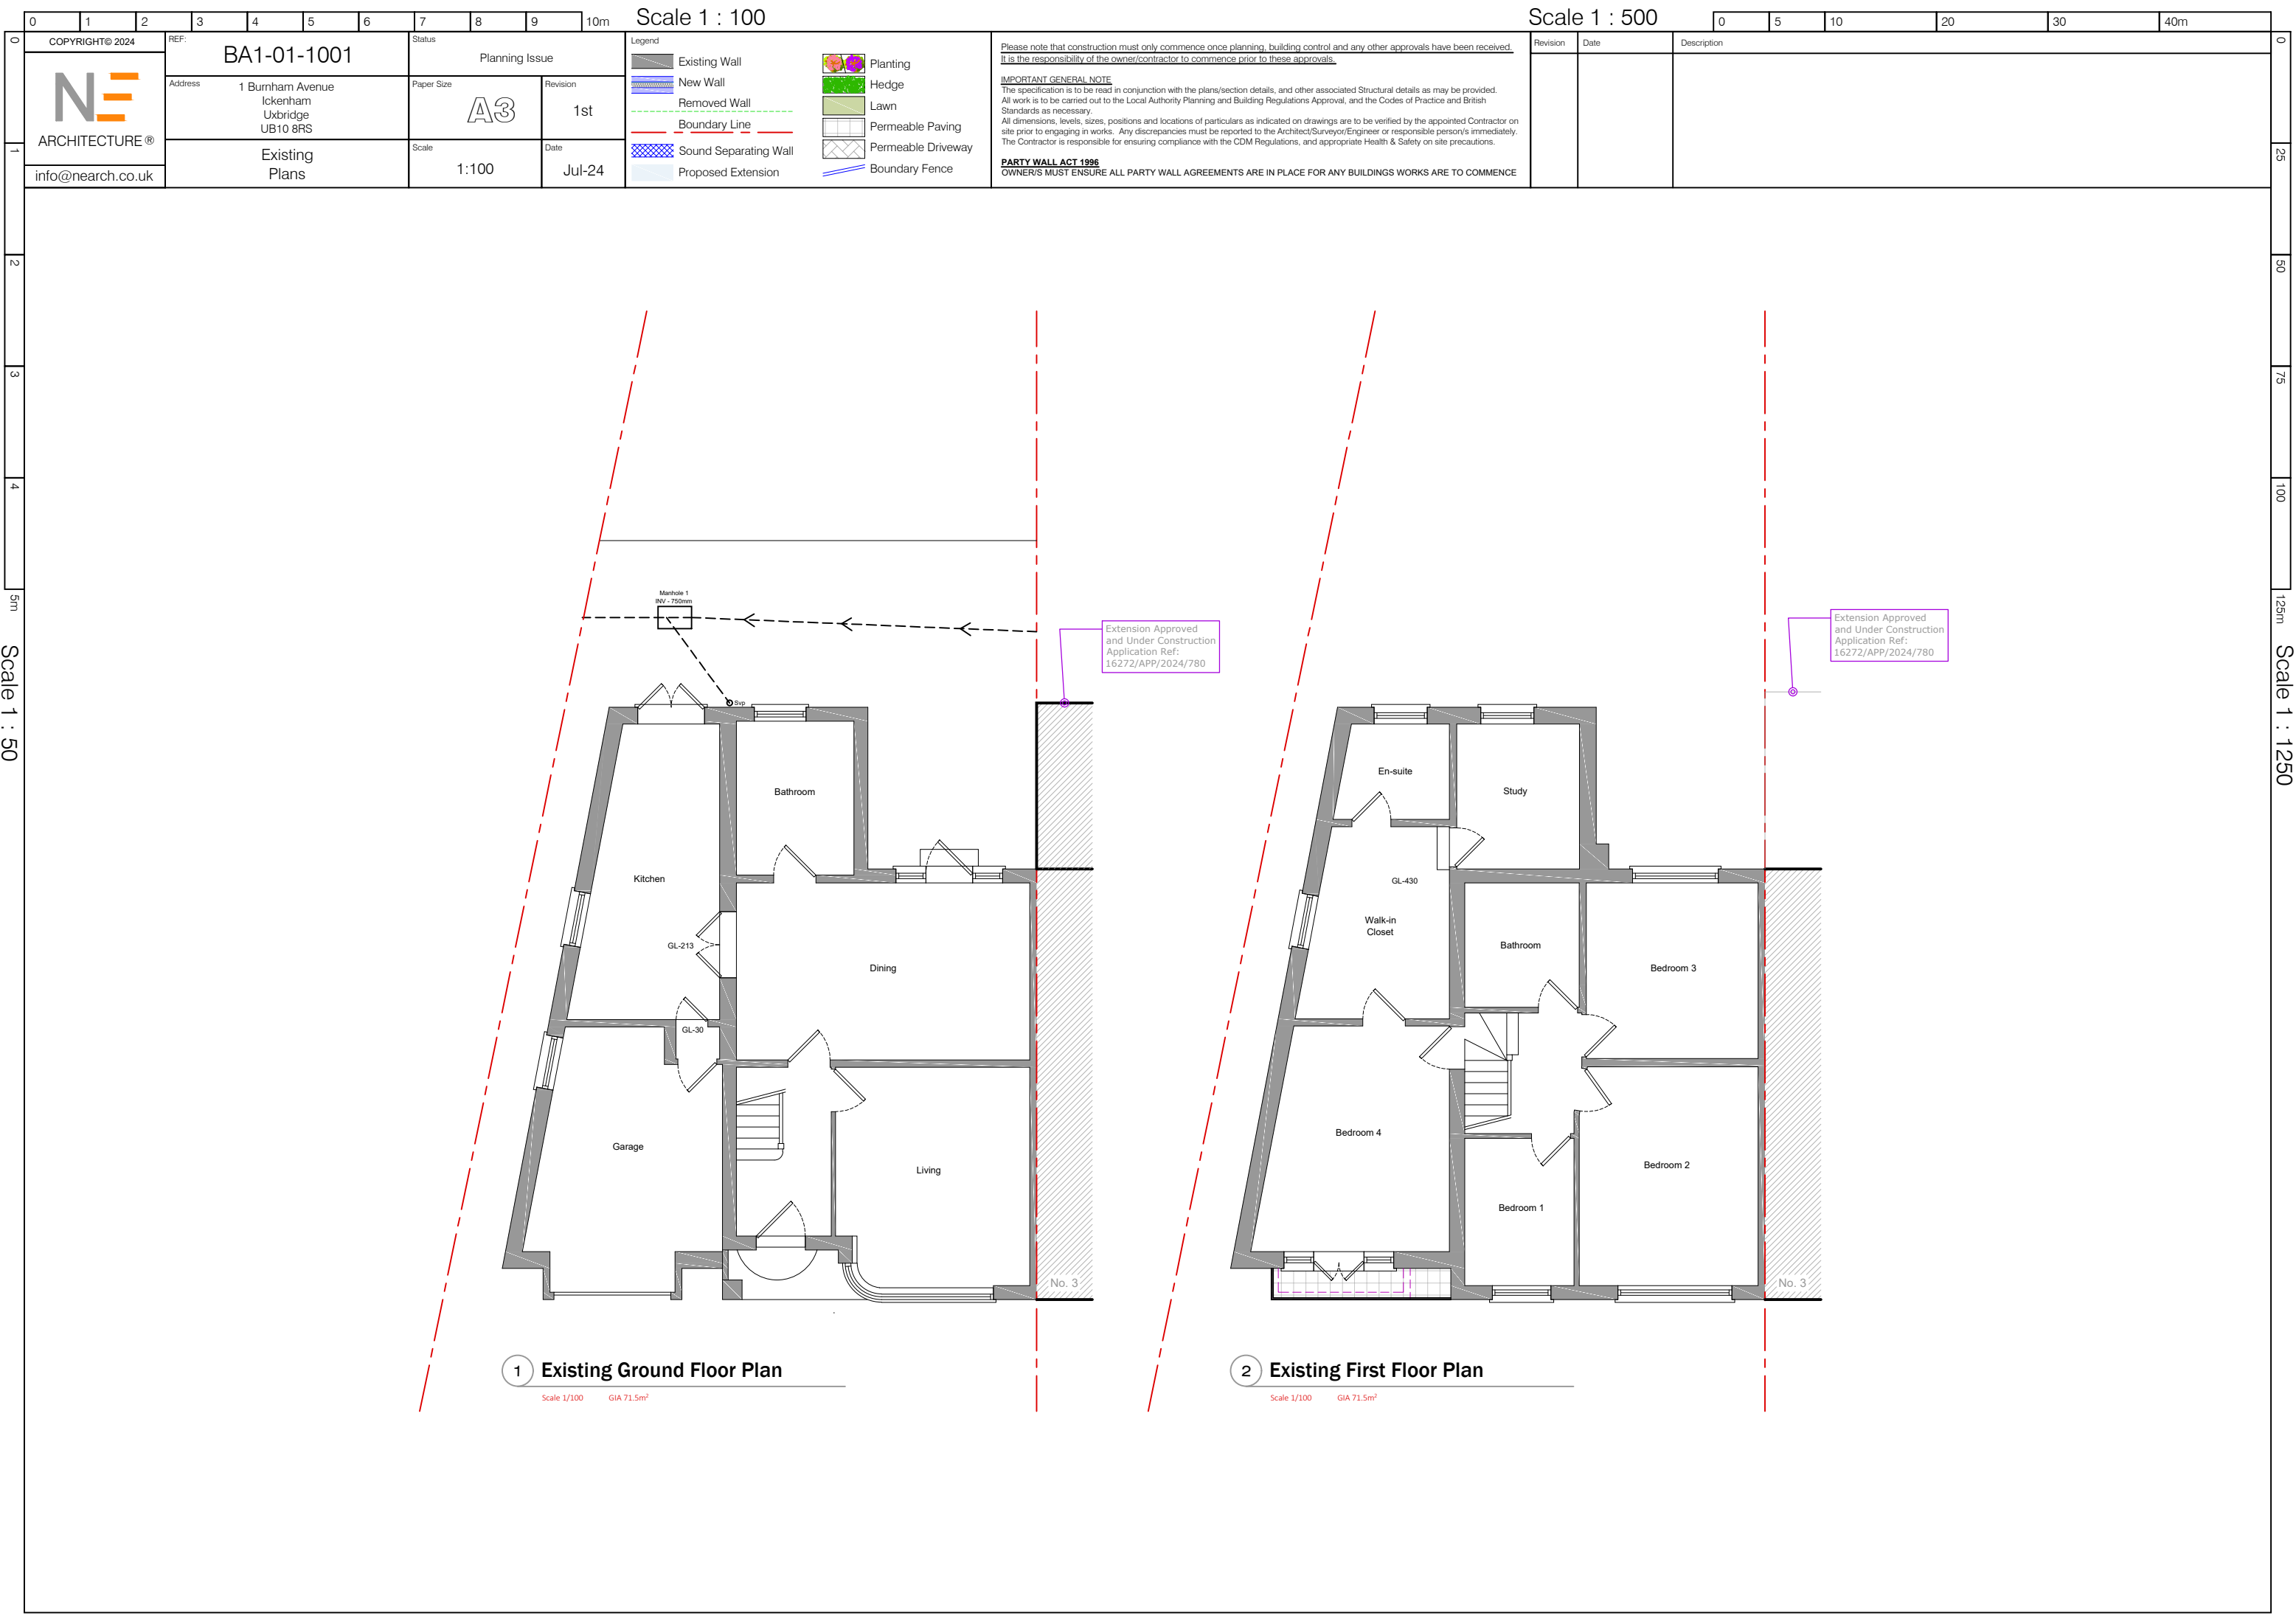 0 1 2 3 4 5 6 7 8 9 10m
Scale 1 : 100
Scale 1 : 500
0 5 10 20 30 40m
COPYRIGHT© 2024
NE
ARCHITECTURE ®
info@nearch.co.uk
REF:
BA1-01-1001
Address
1 Burnham Avenue
Ickenham
Uxbridge
UB10 8RS
Existing
Plans
Status
Planning Issue
Paper Size
A3
Revision
1st
Scale
1:100
Date
Jul-24
Legend
Existing Wall
New Wall
Removed Wall
Boundary Line
Sound Separating Wall
Proposed Extension
Planting
Hedge
Lawn
Permeable Paving
Permeable Driveway
Boundary Fence
Please note that construction must only commence once planning, building control and any other approvals have been received.
It is the responsibility of the owner/contractor to commence prior to these approvals.
IMPORTANT GENERAL NOTE
The specification is to be read in conjunction with the plans/section details, and other associated Structural details as may be provided.
All work is to be carried out to the Local Authority Planning and Building Regulations Approval, and the Codes of Practice and British
Standards as necessary.
All dimensions, levels, sizes, positions and locations of particulars as indicated on drawings are to be verified by the appointed Contractor on
site prior to engaging in works. Any discrepancies must be reported to the Architect/Surveyor/Engineer or responsible person/s immediately.
The Contractor is responsible for ensuring compliance with the CDM Regulations, and appropriate Health & Safety on site precautions.
PARTY WALL ACT 1996
OWNER/S MUST ENSURE ALL PARTY WALL AGREEMENTS ARE IN PLACE FOR ANY BUILDINGS WORKS ARE TO COMMENCE
Revision
Date
Description
0 1 2 3 4 5m
Scale 1 : 50
0 25 50 75 100 125m
Scale 1 : 1250
Manhole 1
INV - 750mm
Svp
Extension Approved
and Under Construction
Application Ref:
16272/APP/2024/780
Bathroom
Kitchen
GL-213
Dining
GL-30
Garage
Living
No. 3
1
Existing Ground Floor Plan
Scale 1/100
GIA 71.5m²
Extension Approved
and Under Construction
Application Ref:
16272/APP/2024/780
En-suite
Study
GL-430
Walk-in
Closet
Bathroom
Bedroom 3
Bedroom 4
Bedroom 2
Bedroom 1
No. 3
2
Existing First Floor Plan
Scale 1/100
GIA 71.5m²